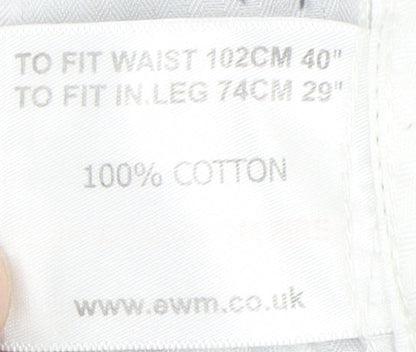 TO FIT WAIST 102CM 40"
TO FIT IN.LEG 74CM 29"
100% COTTON
www.ewm.co.uk